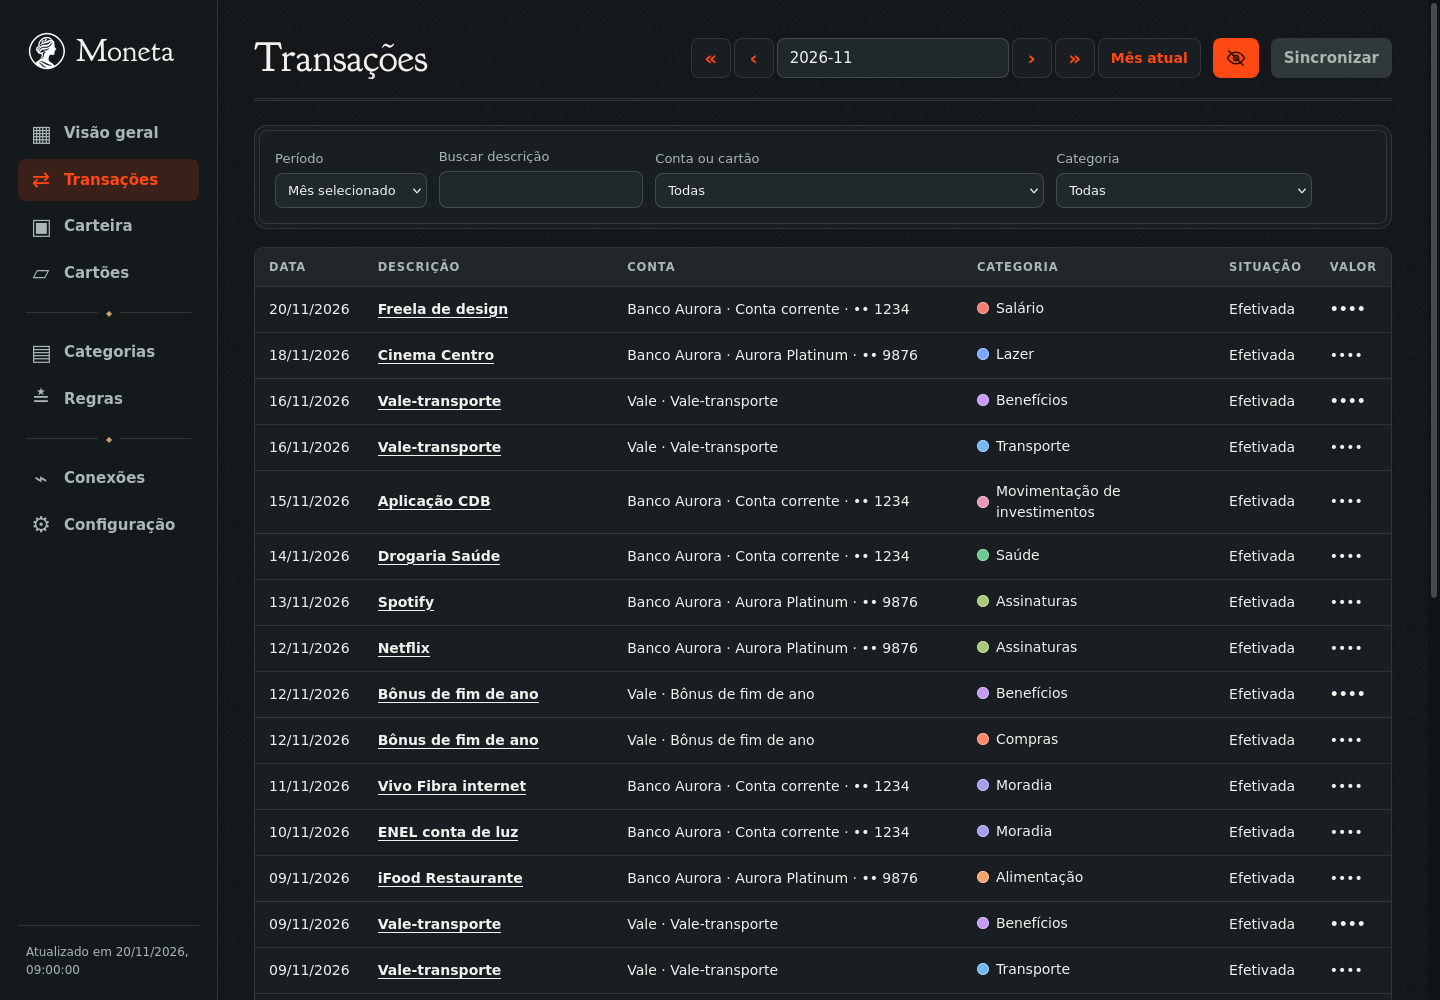 Moneta
Visão geral
Transações
Carteira
Cartões
Categorias
Regras
Conexões
Configuração
Atualizado em 20/11/2026,
09:00:00
Transações
« ‹ 2026-11 › » Mês atual Sincronizar
Período Buscar descrição Conta ou cartão Categoria
Mês selecionado Todas Todas
DATA DESCRIÇÃO CONTA CATEGORIA SITUAÇÃO VALOR
20/11/2026 Freela de design Banco Aurora · Conta corrente · •• 1234 Salário Efetivada ••••
18/11/2026 Cinema Centro Banco Aurora · Aurora Platinum · •• 9876 Lazer Efetivada ••••
16/11/2026 Vale-transporte Vale · Vale-transporte Benefícios Efetivada ••••
16/11/2026 Vale-transporte Vale · Vale-transporte Transporte Efetivada ••••
15/11/2026 Aplicação CDB Banco Aurora · Conta corrente · •• 1234 Movimentação de
investimentos Efetivada ••••
14/11/2026 Drogaria Saúde Banco Aurora · Conta corrente · •• 1234 Saúde Efetivada ••••
13/11/2026 Spotify Banco Aurora · Aurora Platinum · •• 9876 Assinaturas Efetivada ••••
12/11/2026 Netflix Banco Aurora · Aurora Platinum · •• 9876 Assinaturas Efetivada ••••
12/11/2026 Bônus de fim de ano Vale · Bônus de fim de ano Benefícios Efetivada ••••
12/11/2026 Bônus de fim de ano Vale · Bônus de fim de ano Compras Efetivada ••••
11/11/2026 Vivo Fibra internet Banco Aurora · Conta corrente · •• 1234 Moradia Efetivada ••••
10/11/2026 ENEL conta de luz Banco Aurora · Conta corrente · •• 1234 Moradia Efetivada ••••
09/11/2026 iFood Restaurante Banco Aurora · Aurora Platinum · •• 9876 Alimentação Efetivada ••••
09/11/2026 Vale-transporte Vale · Vale-transporte Benefícios Efetivada ••••
09/11/2026 Vale-transporte Vale · Vale-transporte Transporte Efetivada ••••